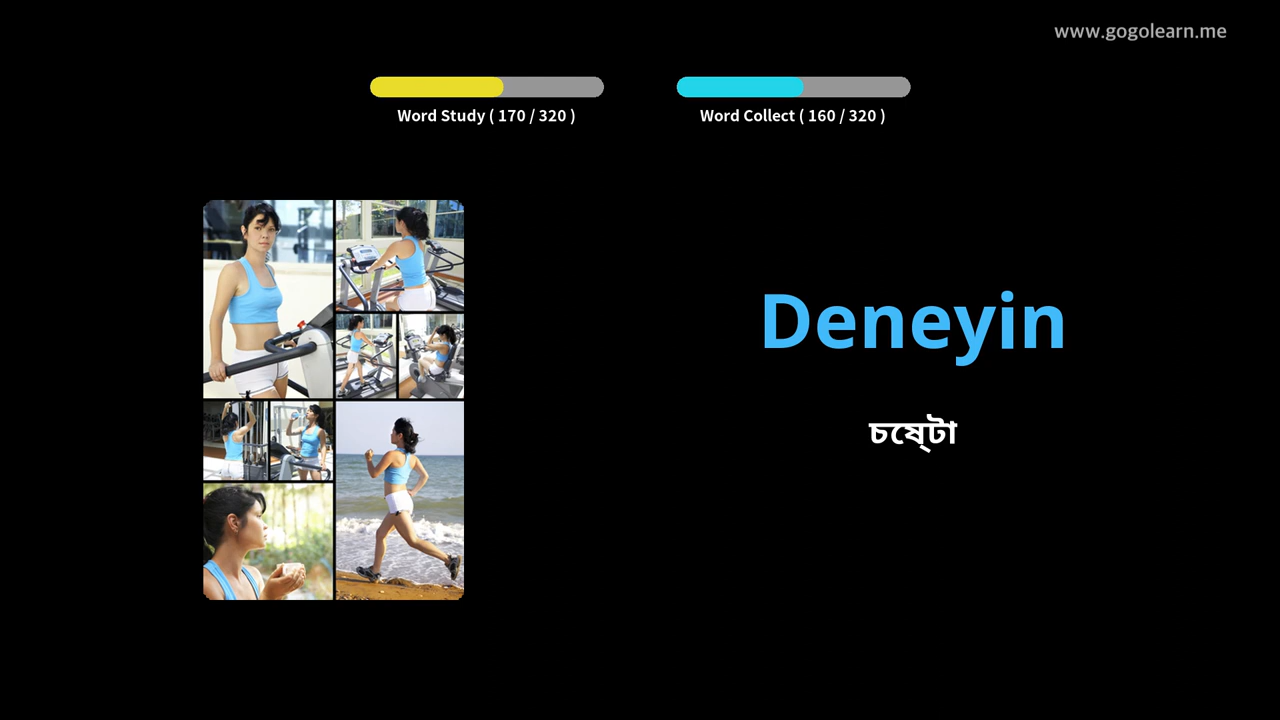 www.gogolearn.me
Word Study ( 170 / 320 )
Word Collect ( 160 / 320 )
Deneyin
চেষ্টা